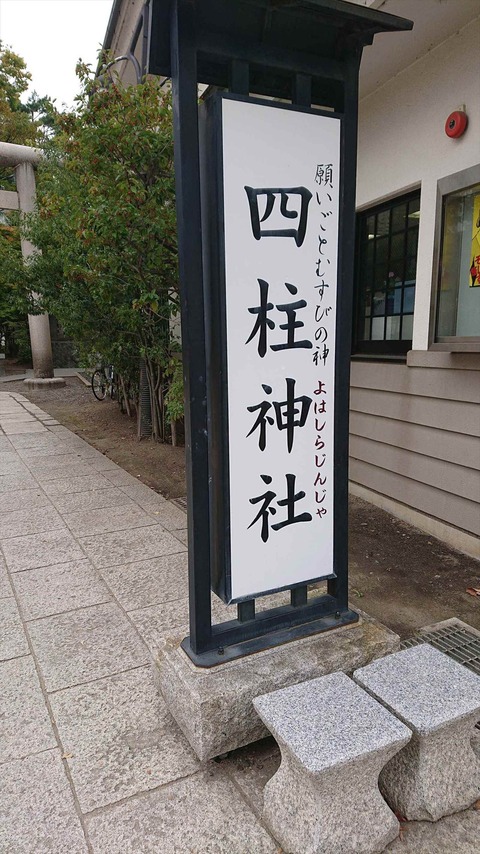 願いごとむすびの神
よはしらじんじゃ
四柱神社